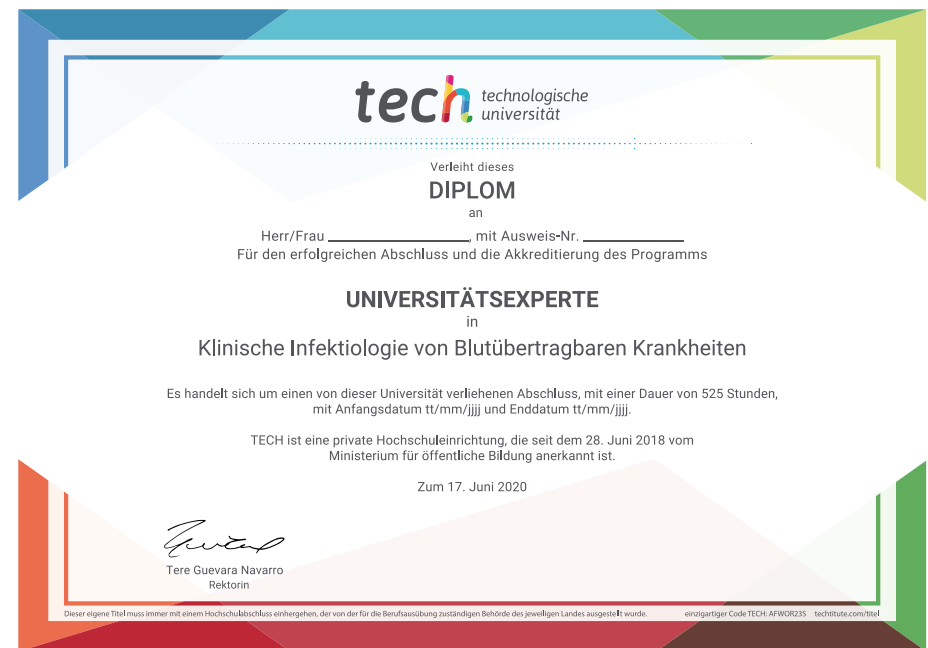 tech technologische
universität
Verleiht dieses
DIPLOM
an
Herr/Frau ____________, mit Ausweis-Nr. ____________
Für den erfolgreichen Abschluss und die Akkreditierung des Programms
UNIVERSITÄTSEXPERTE
in
Klinische Infektiologie von Blutübertragbaren Krankheiten
Es handelt sich um einen von dieser Universität verliehenen Abschluss, mit einer Dauer von 525 Stunden,
mit Anfangsdatum tt/mm/jjjj und Enddatum tt/mm/jjjj.
TECH ist eine private Hochschuleinrichtung, die seit dem 28. Juni 2018 vom
Ministerium für öffentliche Bildung anerkannt ist.
Zum 17. Juni 2020
Tere Guevara Navarro
Rektorin
Dieser eigene Titel muss immer mit einem Hochschulabschluss einhergehen, der von der für die Berufsausübung zuständigen Behörde des jeweiligen Landes ausgestellt wurde. einzigartiger Code TECH: AFWOR23S techtitute.com/titel